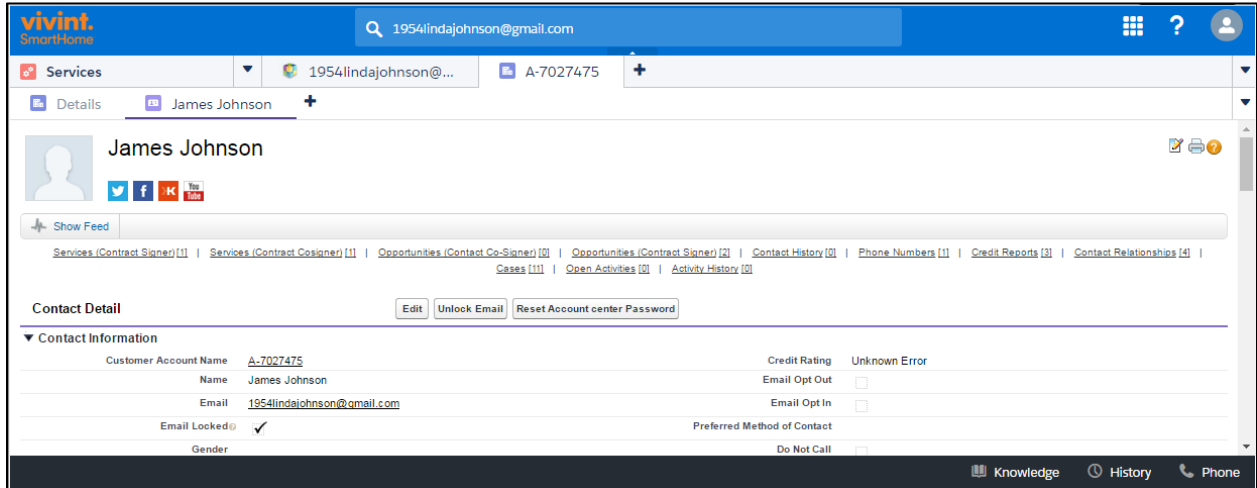 vivint.
SmartHome
1954lindajohnson@gmail.com
?
Services
1954lindajohnson@...
A-7027475
+
Details
James Johnson
+
James Johnson
?
You
Tube
Show Feed
Services (Contract Signer)[1] | Services (Contract Cosigner)[1] | Opportunities (Contact Co-Signer)[0] | Opportunities (Contract Signer)[2] | Contact History[0] | Phone Numbers[1] | Credit Reports[3] | Contact Relationships[4] |
Cases[11] | Open Activities[0] | Activity History[0]
Contact Detail
Edit
Unlock Email
Reset Account center Password
Contact Information
Customer Account Name A-7027475
Credit Rating Unknown Error
Name James Johnson
Email Opt Out
Email 1954lindajohnson@gmail.com
Email Opt In
Email Locked
Preferred Method of Contact
Gender
Do Not Call
Knowledge
History
Phone